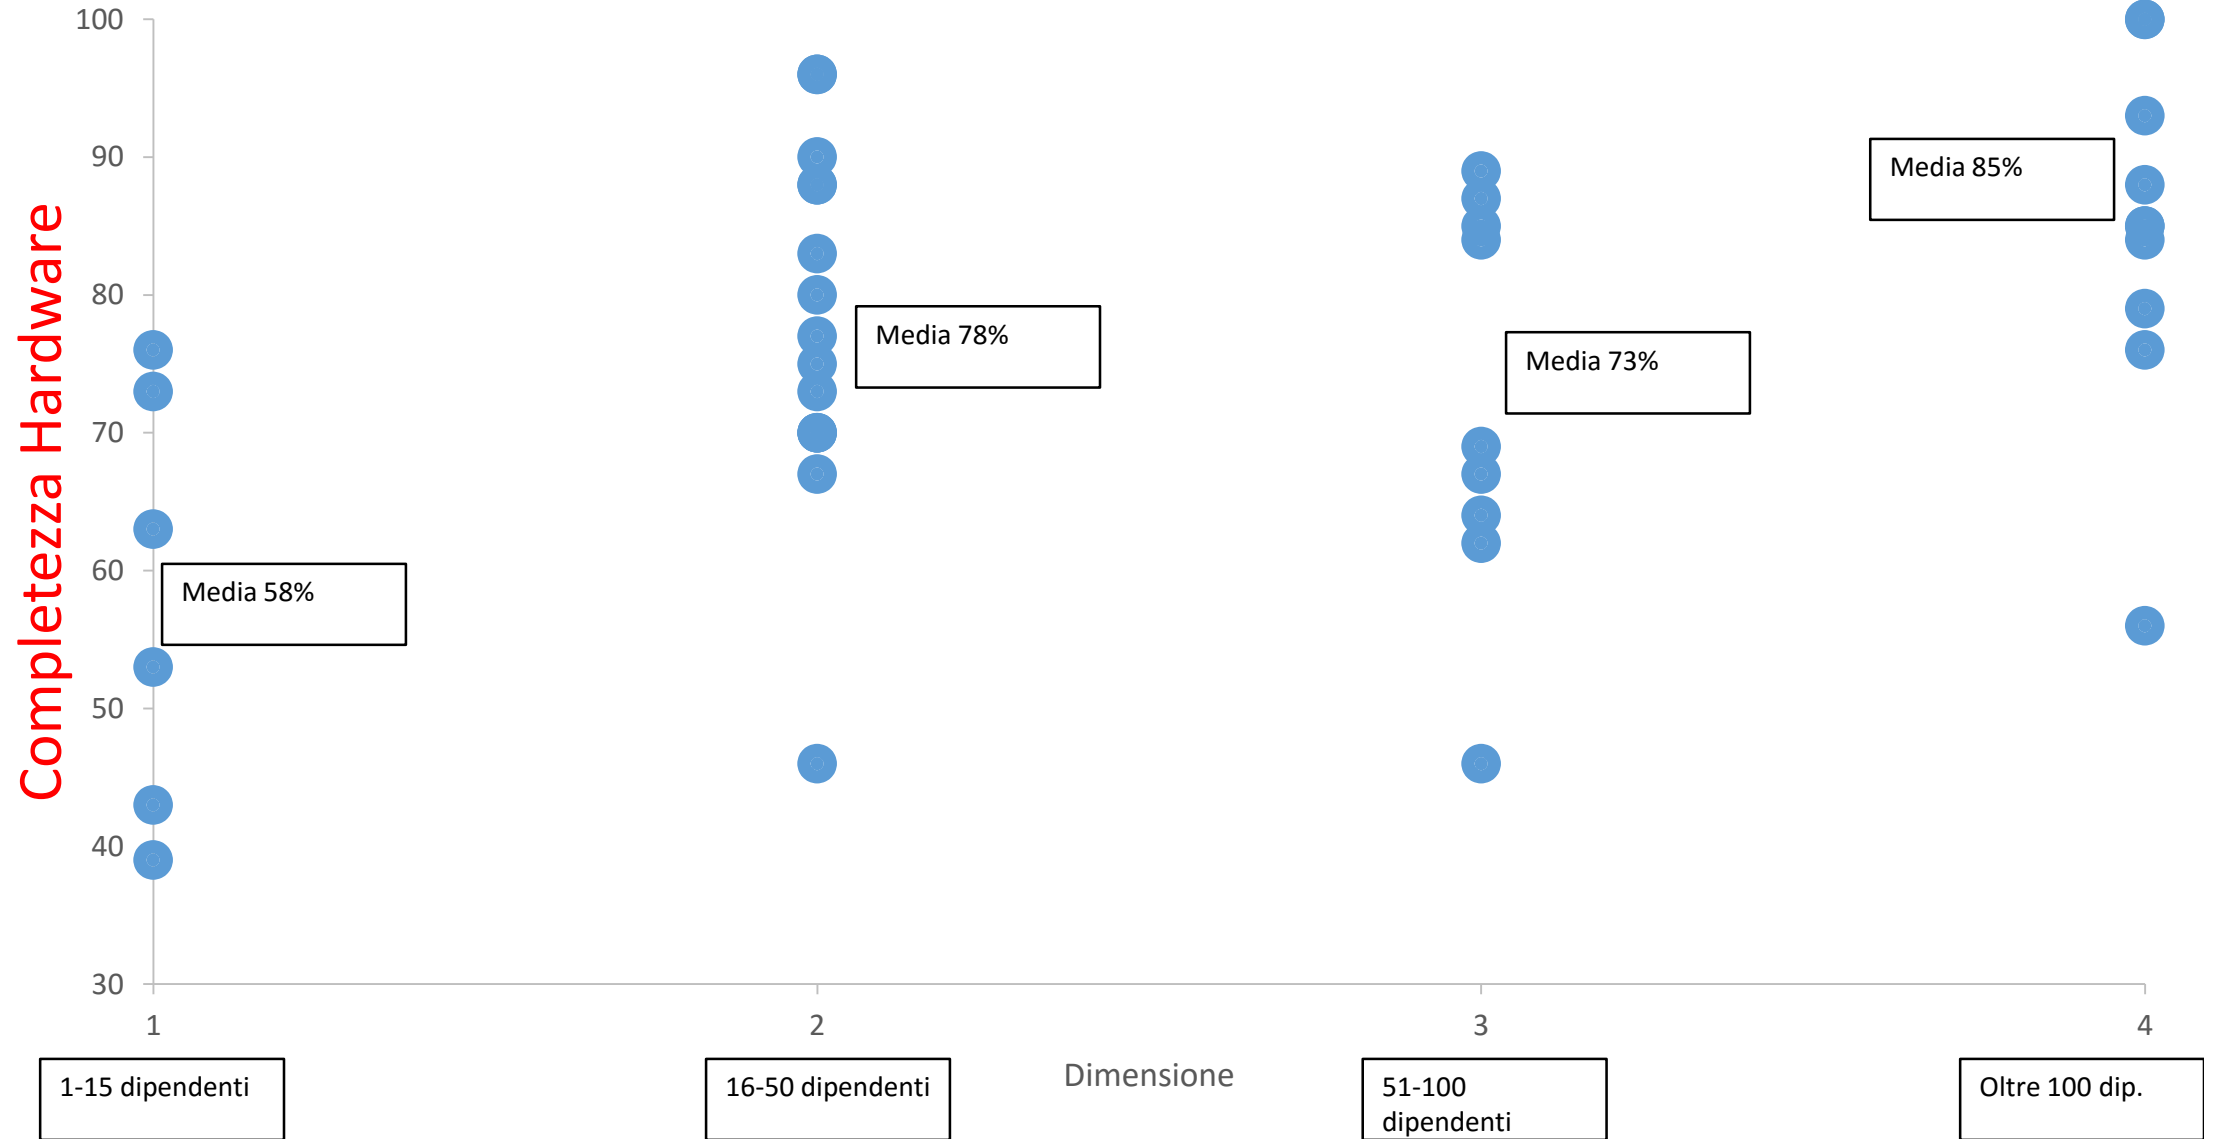 Completezza Hardware
100
90
80
70
60
50
40
30
Media 58%
Media 78%
Media 73%
Media 85%
1
2
3
4
Dimensione
1-15 dipendenti
16-50 dipendenti
51-100
dipendenti
Oltre 100 dip.